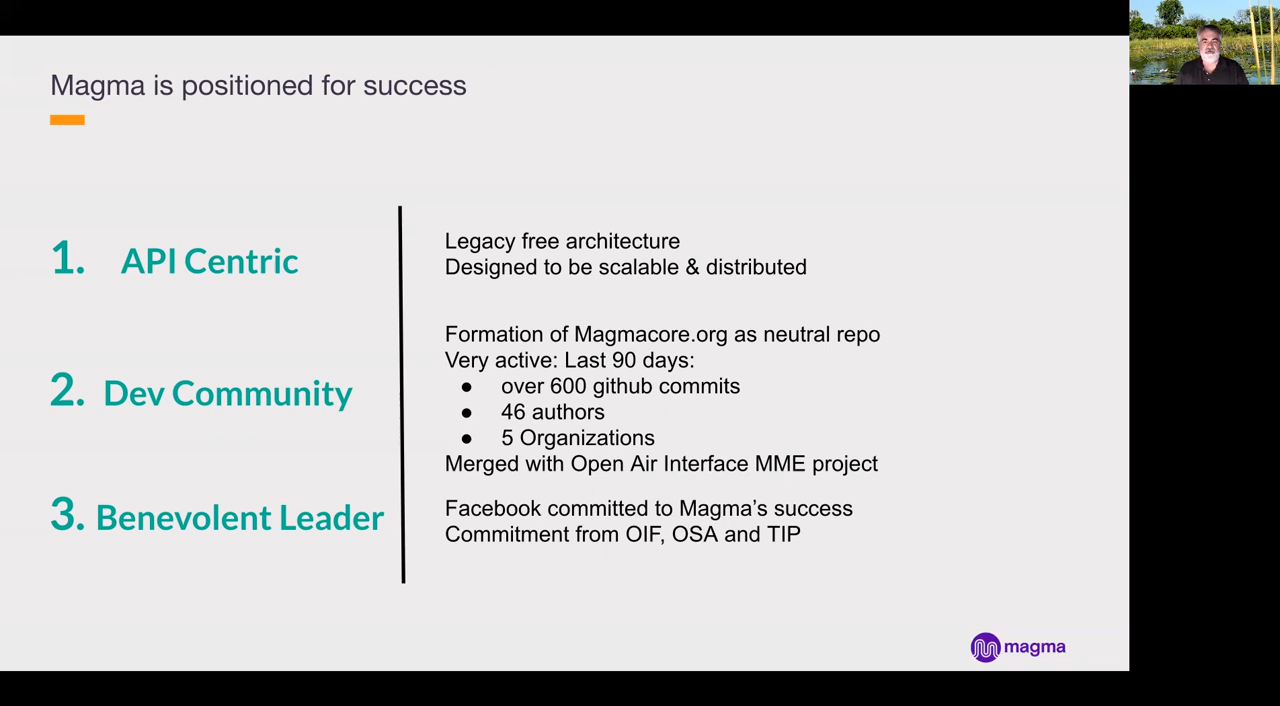 Magma is positioned for success
1. API Centric
Legacy free architecture
Designed to be scalable & distributed
2. Dev Community
Formation of Magmacore.org as neutral repo
Very active: Last 90 days:
● over 600 github commits
● 46 authors
● 5 Organizations
Merged with Open Air Interface MME project
3. Benevolent Leader
Facebook committed to Magma’s success
Commitment from OIF, OSA and TIP
magma